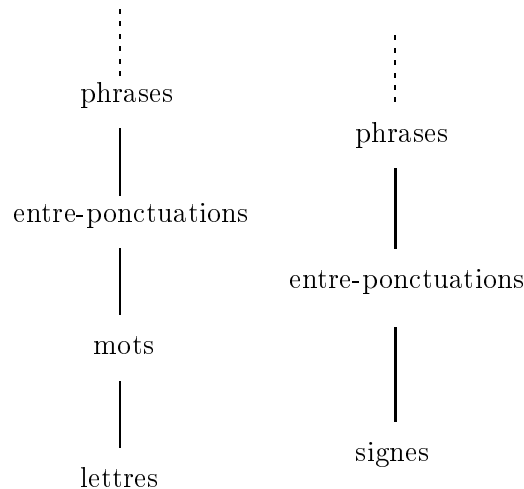 phrases
entre-ponctuations
mots
lettres
phrases
entre-ponctuations
signes